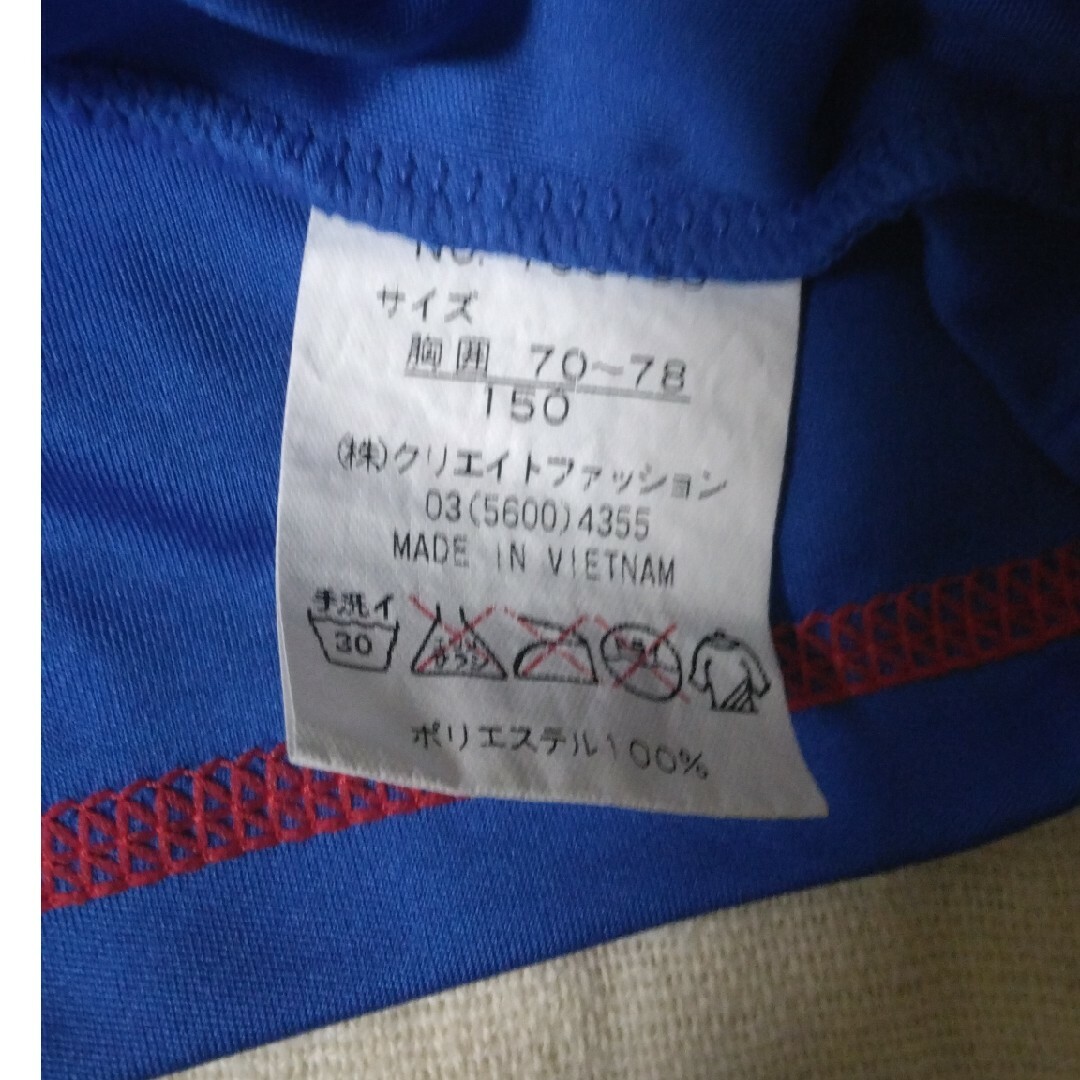 サイズ
胸囲 70～78
150
(株)クリエイトファッション
03(5600)4355
MADE IN VIETNAM
手洗イ
30
ポリエステル100%